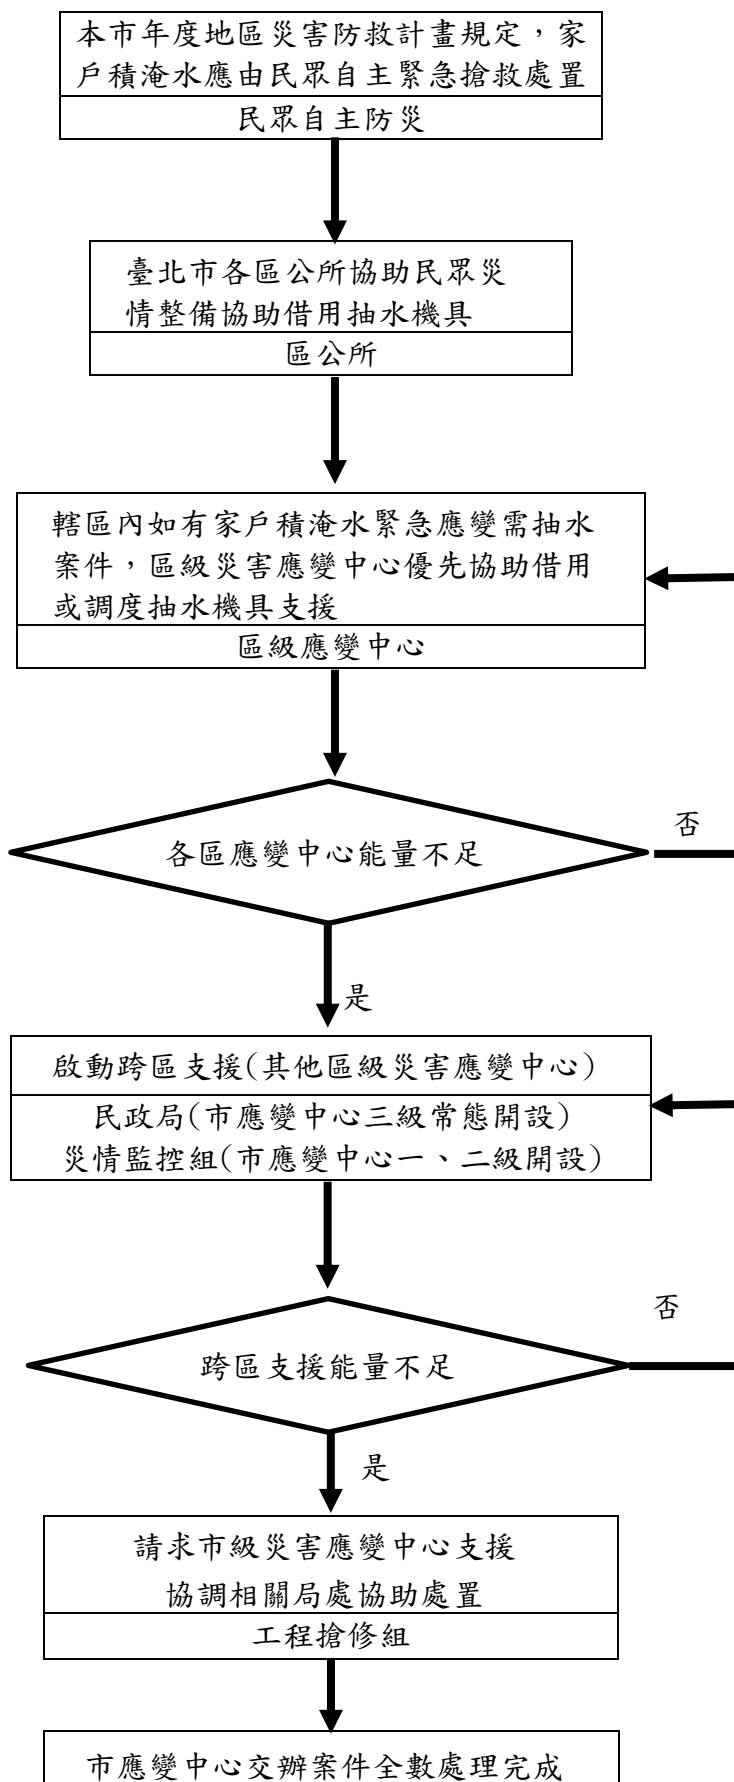 本市年度地區災害防救計畫規定，家
戶積淹水應由民眾自主緊急搶救處置
民眾自主防災
臺北市各區公所協助民眾災
情整備協助借用抽水機具
區公所
轄區內如有家戶積淹水緊急應變需抽水
案件，區級災害應變中心優先協助借用
或調度抽水機具支援
區級應變中心
各區應變中心能量不足
否
是
啟動跨區支援(其他區級災害應變中心)
民政局(市應變中心三級常態開設)
災情監控組(市應變中心一、二級開設)
否
跨區支援能量不足
是
請求市級災害應變中心支援
協調相關局處協助處置
工程搶修組
市應變中心交辦案件全數處理完成